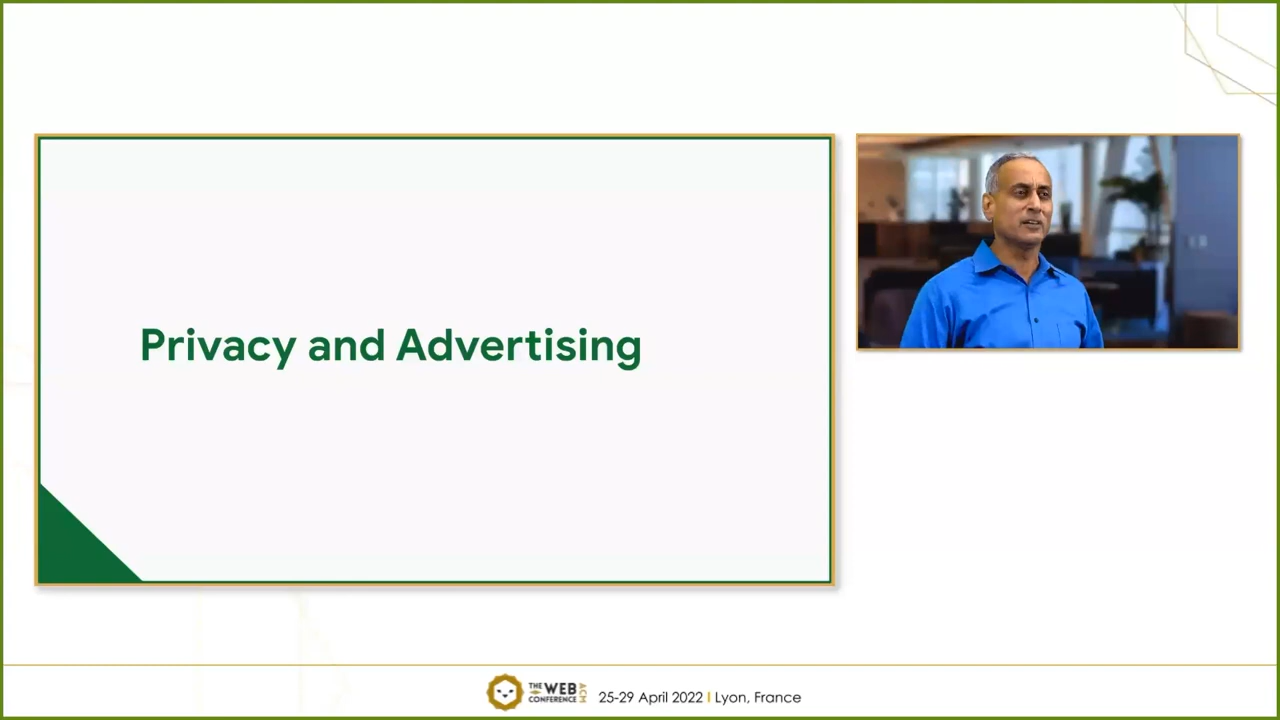 Privacy and Advertising
THE WEB CONFERENCE ACM
25-29 April 2022 I Lyon, France